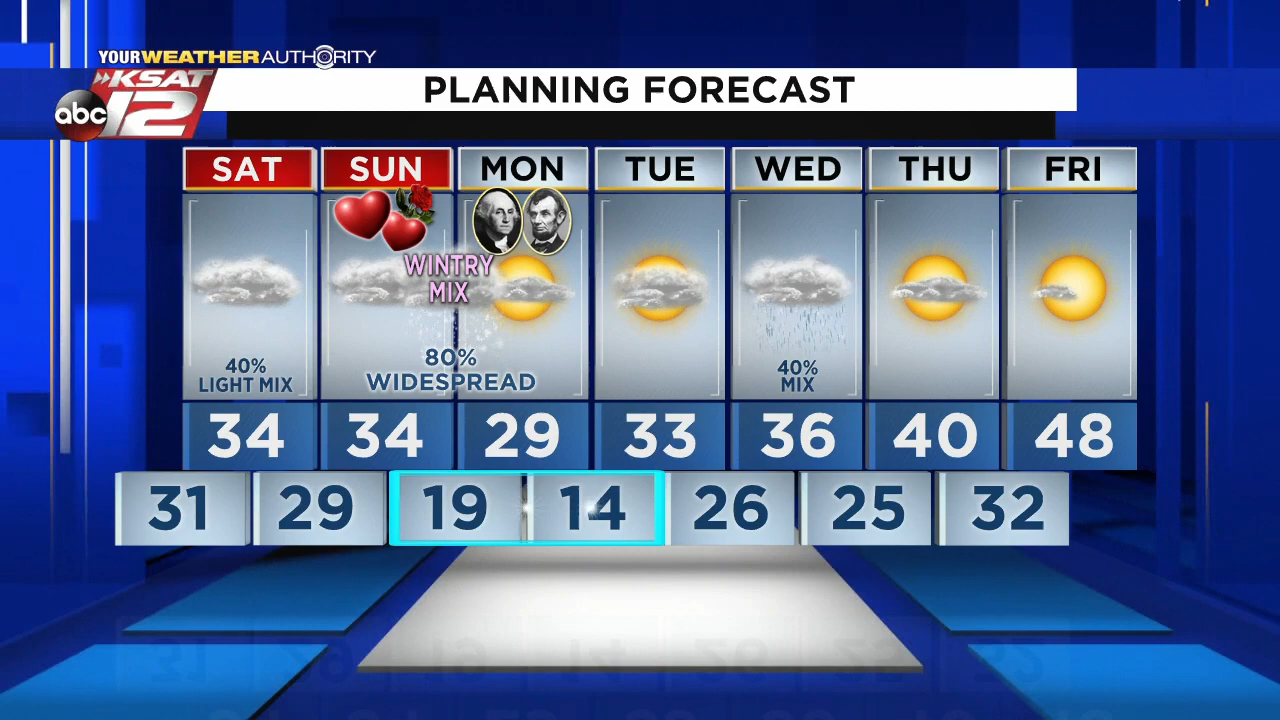 YOURWEATHERAUTHORITY
KSAT
abc 12
PLANNING FORECAST
SAT SUN MON TUE WED THU FRI
WINTRY
MIX
40%
LIGHT MIX
80%
WIDESPREAD
40%
MIX
34 34 29 33 36 40 48
31 29 19 14 26 25 32